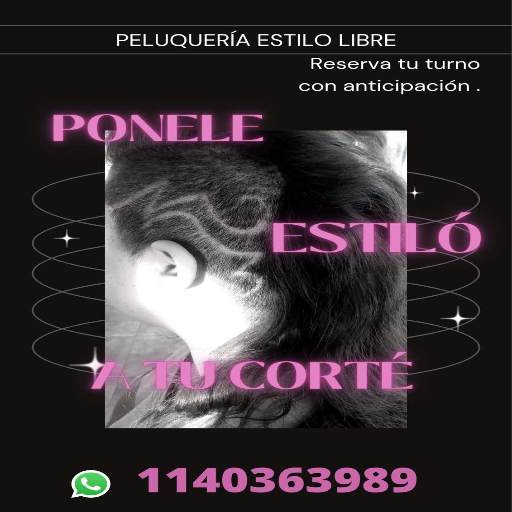 PELUQUERÍA ESTILO LIBRE
Reserva tu turno
con anticipación .
PONELE
ESTILÓ
A TU CORTÉ
1140363989